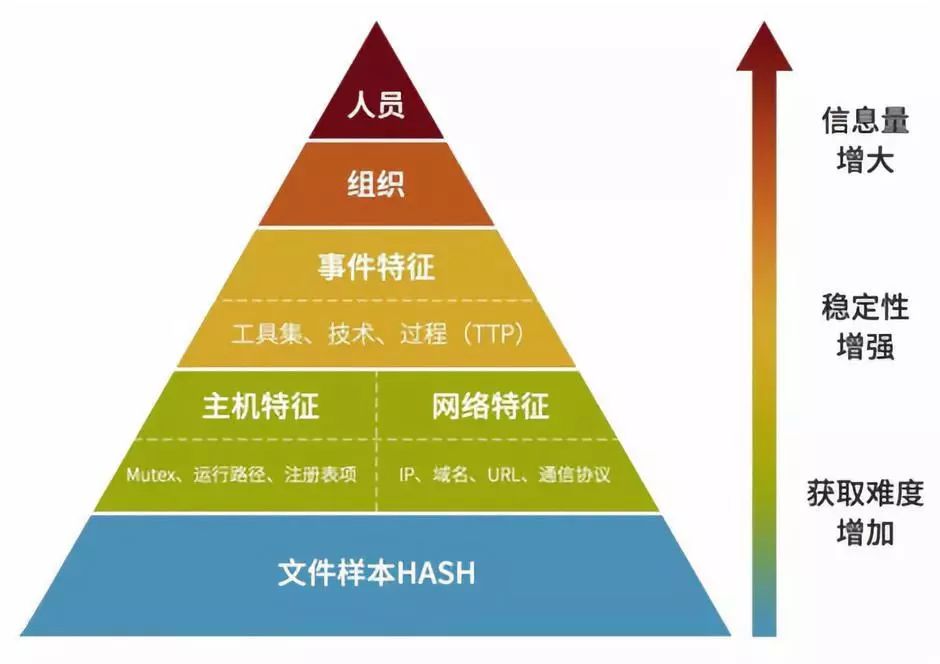 人员
组织
事件特征
工具集、技术、过程（TTP）
主机特征
网络特征
Mutex、运行路径、注册表项
IP、域名、URL、通信协议
文件样本HASH
信息量
增大
稳定性
增强
获取难度
增加